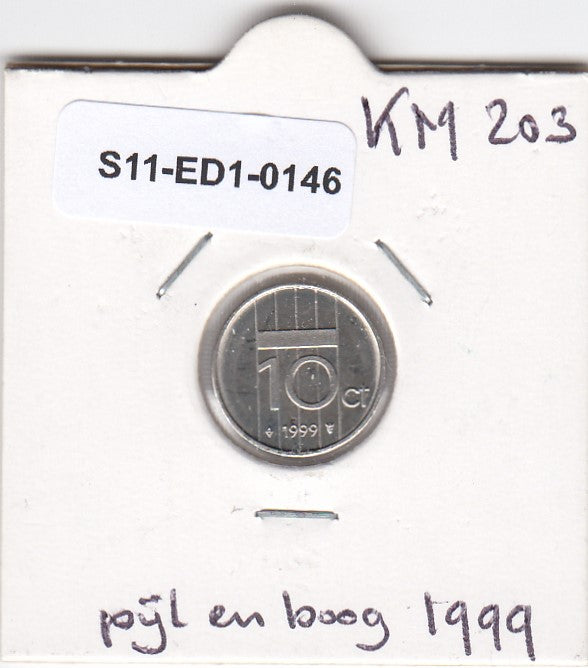 KM 203
S11-ED1-0146
10 ct
1999
pijl en boog 1999